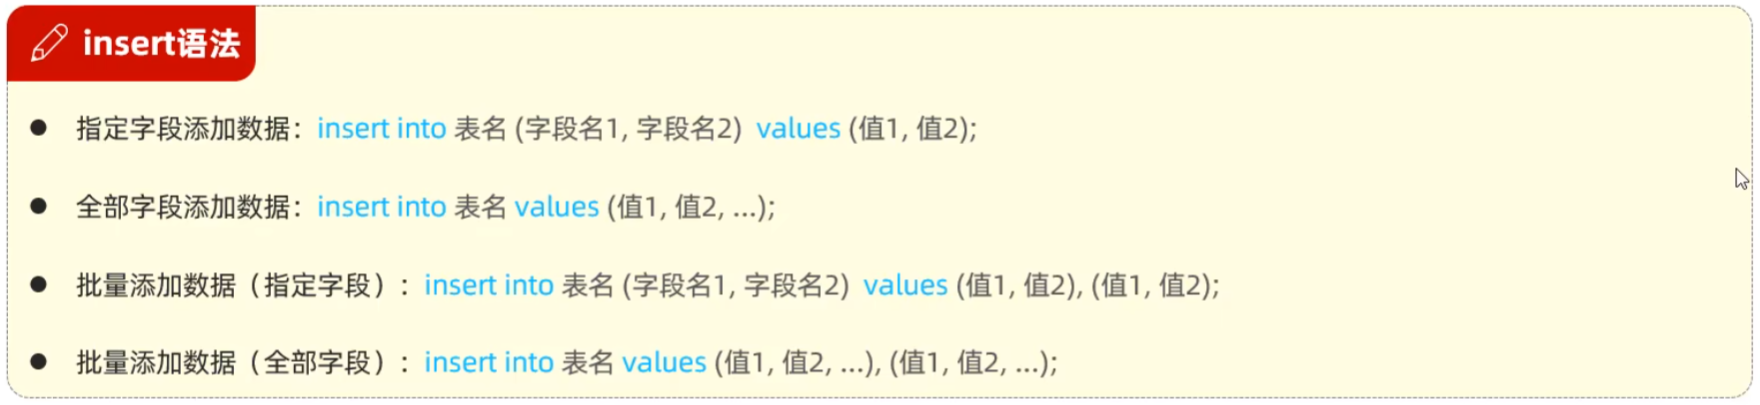 insert语法
指定字段添加数据：insert into 表名 (字段名1, 字段名2) values (值1, 值2);
全部字段添加数据：insert into 表名 values (值1, 值2, ...);
批量添加数据（指定字段）：insert into 表名 (字段名1, 字段名2) values (值1, 值2), (值1, 值2);
批量添加数据（全部字段）：insert into 表名 values (值1, 值2, ...), (值1, 值2, ...);